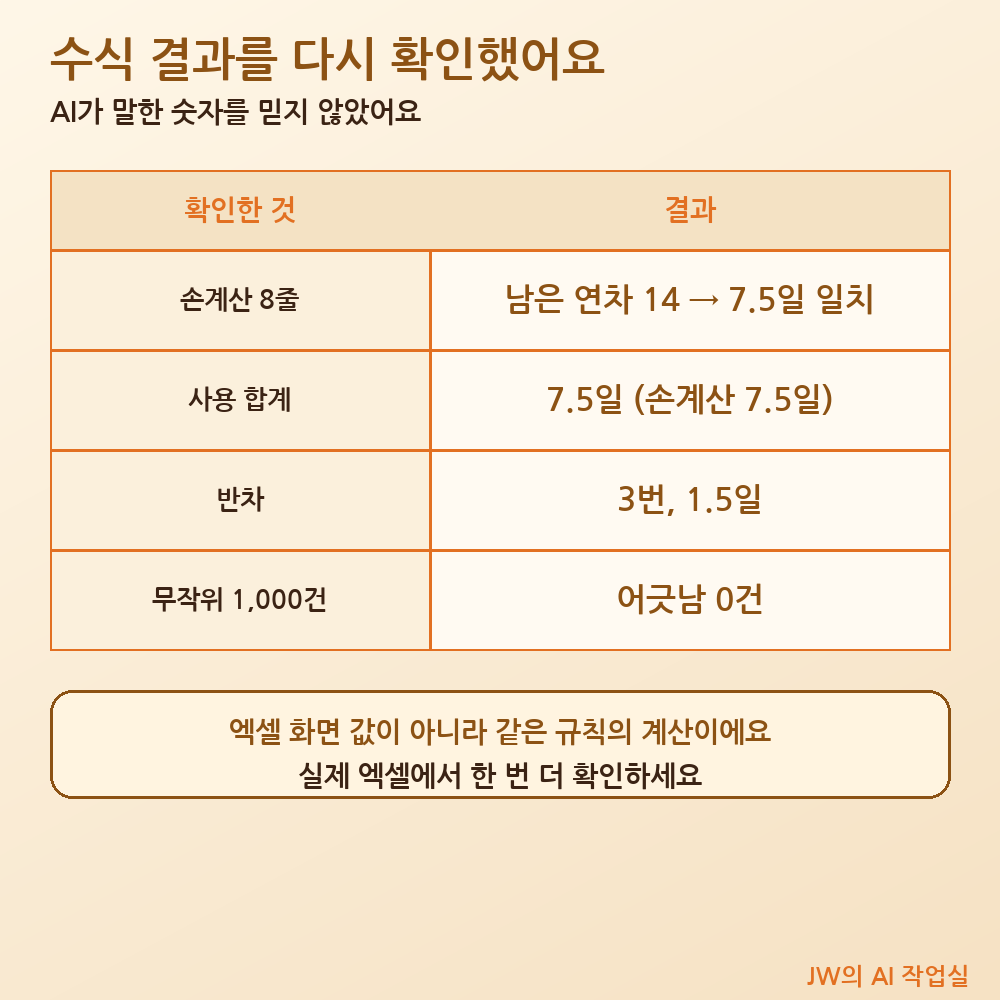 수식 결과를 다시 확인했어요
AI가 말한 숫자를 믿지 않았어요
확인한 것 결과
손계산 8줄 남은 연차 14 → 7.5일 일치
사용 합계 7.5일 (손계산 7.5일)
반차 3번, 1.5일
무작위 1,000건 어긋남 0건
엑셀 화면 값이 아니라 같은 규칙의 계산이에요
실제 엑셀에서 한 번 더 확인하세요
JW의 AI 작업실